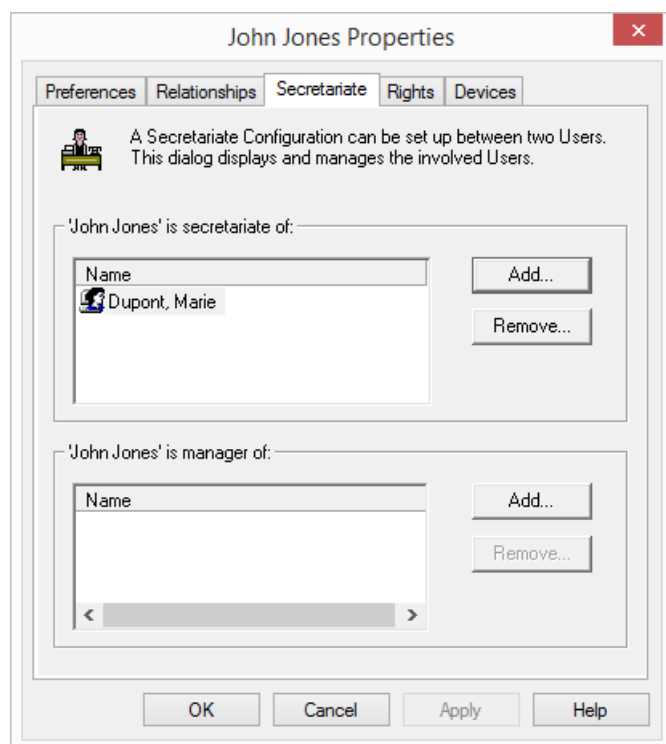 John Jones Properties
Preferences Relationships Secretariate Rights Devices
A Secretariate Configuration can be set up between two Users.
This dialog displays and manages the involved Users.
'John Jones' is secretariate of:
Name
Add...
Dupont, Marie
Remove...
'John Jones' is manager of:
Name
Add...
Remove...
OK Cancel Apply Help